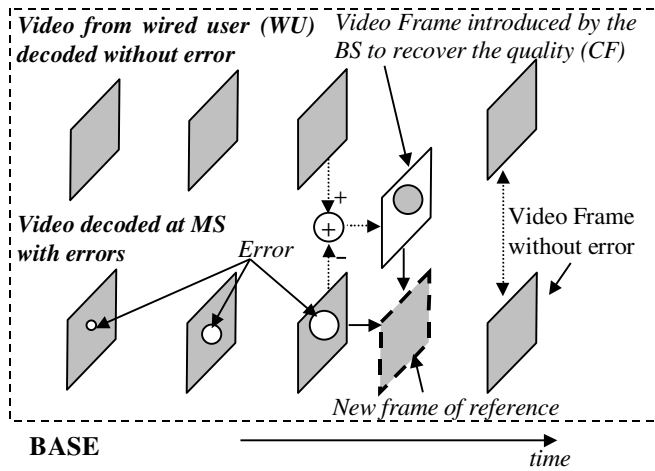 Video from wired user (WU)
decoded without error
Video Frame introduced by the
BS to recover the quality (CF)
+
+
−
Video decoded at MS
with errors
Error
Video Frame
without error
New frame of reference
BASE
time